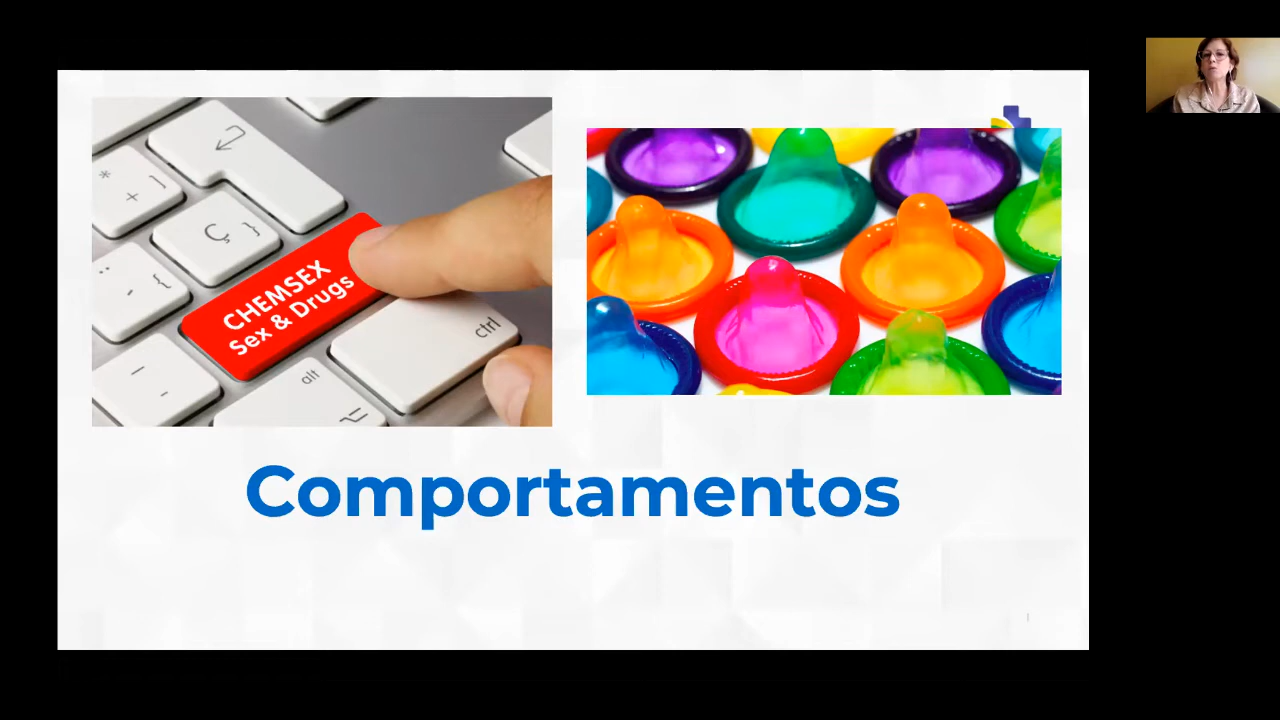 * +
Ç }
¨ {
CHEMSEX
Sex & Drugs
ctrl
alt
Comportamentos